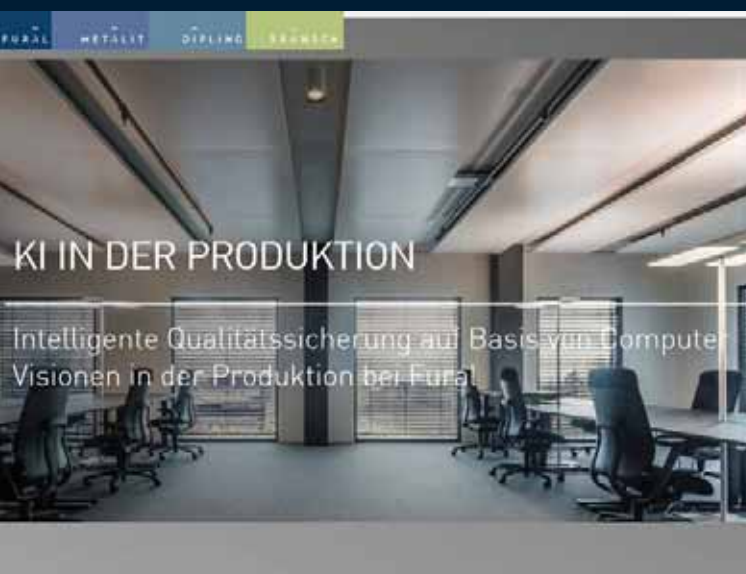 FURAL METALIT DIPLING BRUNSCH
KI IN DER PRODUKTION
Intelligente Qualitätssicherung auf Basis von Computer
Visionen in der Produktion bei Fural